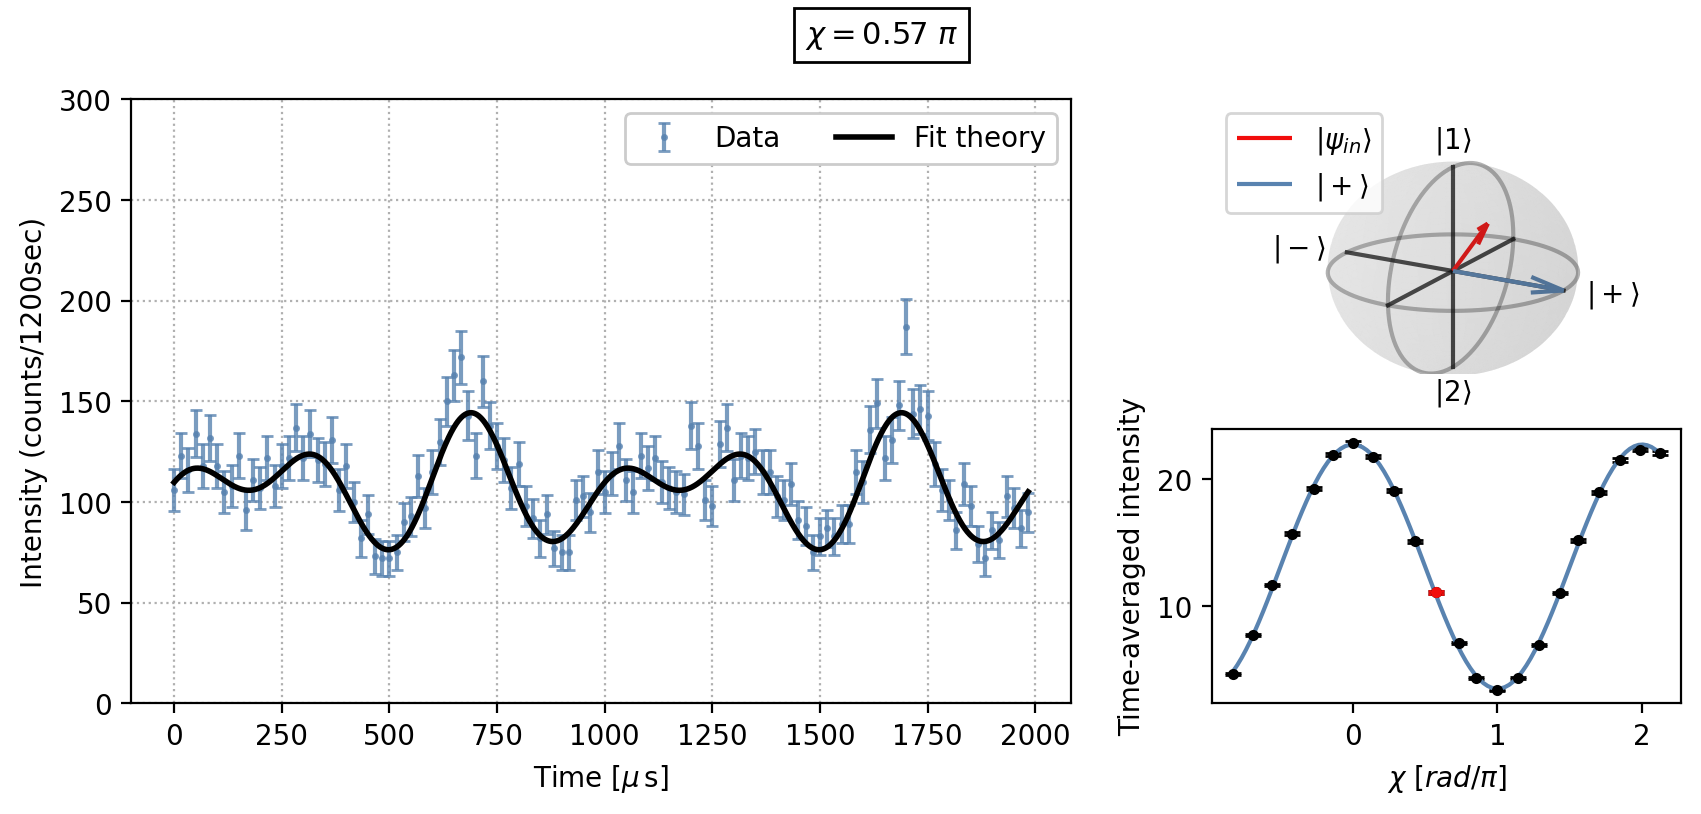 χ = 0.57 π
Intensity (counts/1200sec)
300
250
200
150
100
50
0
Data
Fit theory
0 250 500 750 1000 1250 1500 1750 2000
Time [μ s]
|ψ_in⟩
|+⟩
|1⟩
|−⟩
|+⟩
|2⟩
Time-averaged intensity
20
10
0 1 2
χ [rad/π]